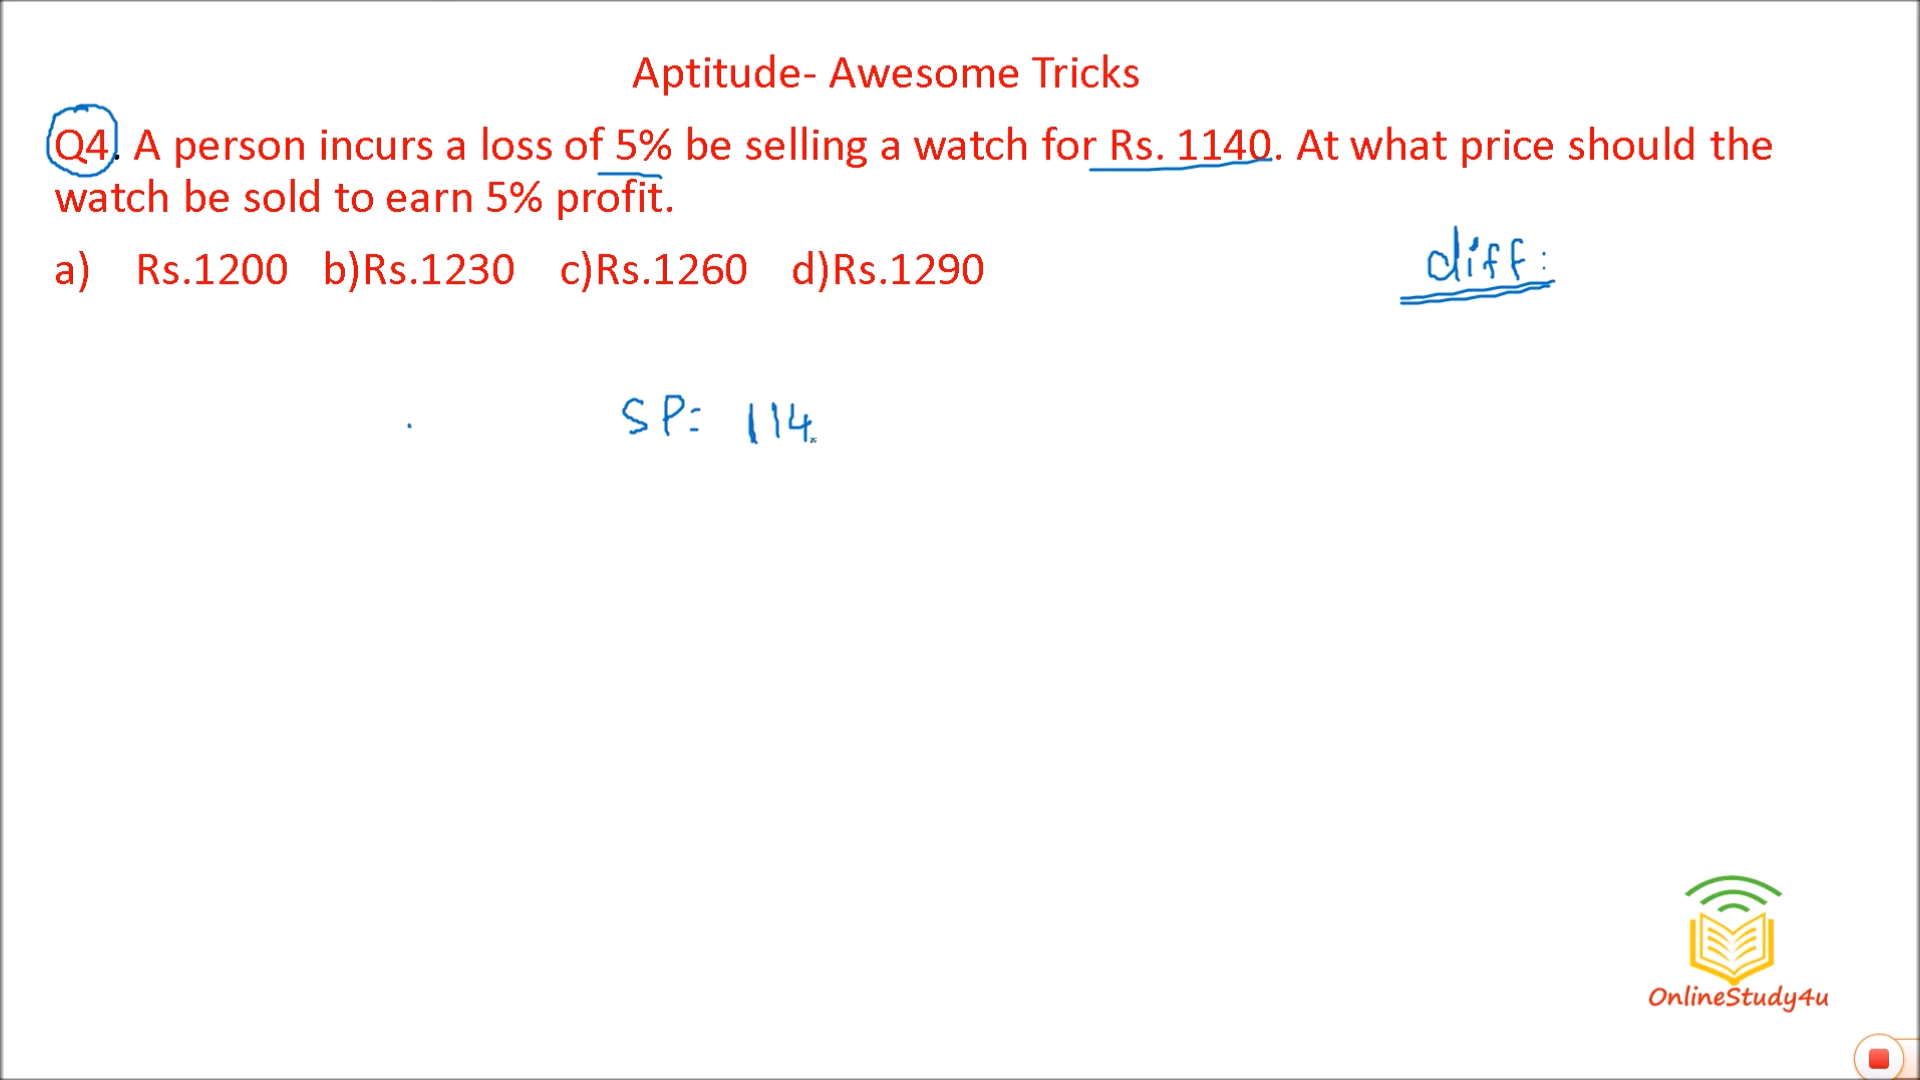 Aptitude- Awesome Tricks
Q4. A person incurs a loss of 5% be selling a watch for Rs. 1140. At what price should the
watch be sold to earn 5% profit.
a) Rs.1200 b)Rs.1230 c)Rs.1260 d)Rs.1290
diff:
SP= 114
OnlineStudy4u